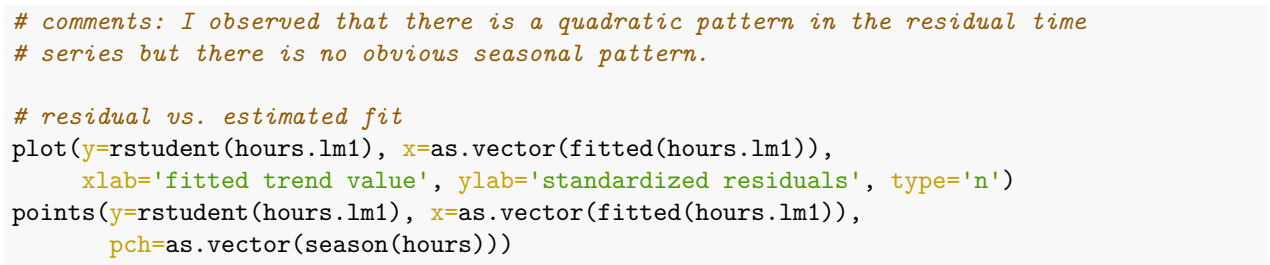 # comments: I observed that there is a quadratic pattern in the residual time
# series but there is no obvious seasonal pattern.

# residual vs. estimated fit
plot(y=rstudent(hours.lm1), x=as.vector(fitted(hours.lm1)),
     xlab='fitted trend value', ylab='standardized residuals', type='n')
points(y=rstudent(hours.lm1), x=as.vector(fitted(hours.lm1)),
       pch=as.vector(season(hours)))